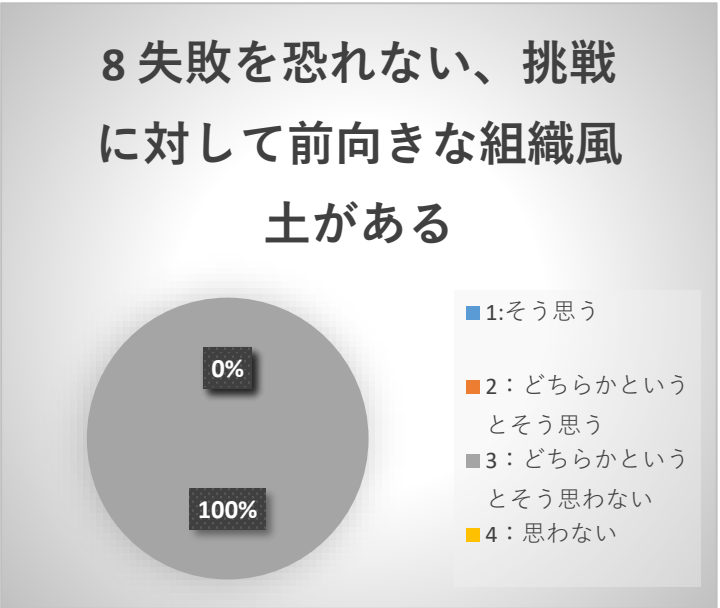 8 失敗を恐れない、挑戦
に対して前向きな組織風
土がある
0%
100%
1:そう思う
2：どちらかという
とそう思う
3：どちらかという
とそう思わない
4：思わない